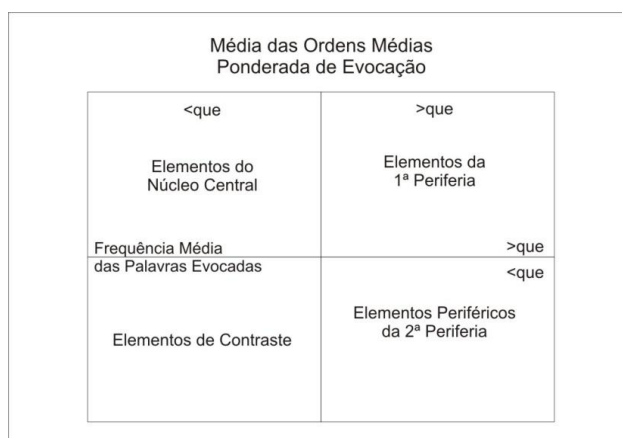 Média das Ordens Médias
Ponderada de Evocação
<que
>que
Elementos do
Núcleo Central
Elementos da
1ª Periferia
Frequência Média
>que
das Palavras Evocadas
<que
Elementos de Contraste
Elementos Periféricos
da 2ª Periferia